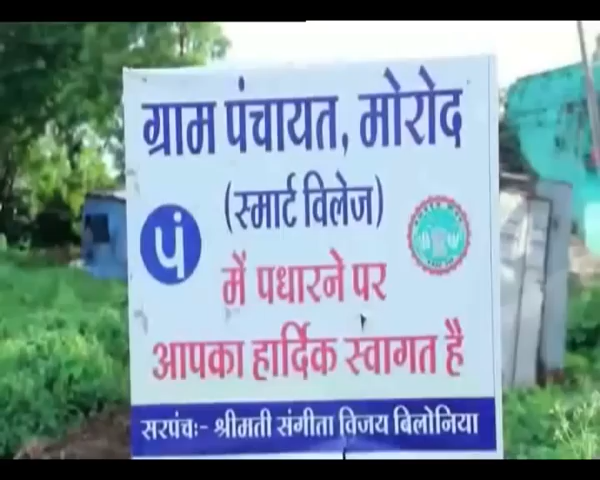 ग्राम पंचायत, मोरोद
(स्मार्ट विलेज)
पं
में पधारने पर
आपका हार्दिक स्वागत है
सरपंचः- श्रीमती संगीता विजय बिलोनिया